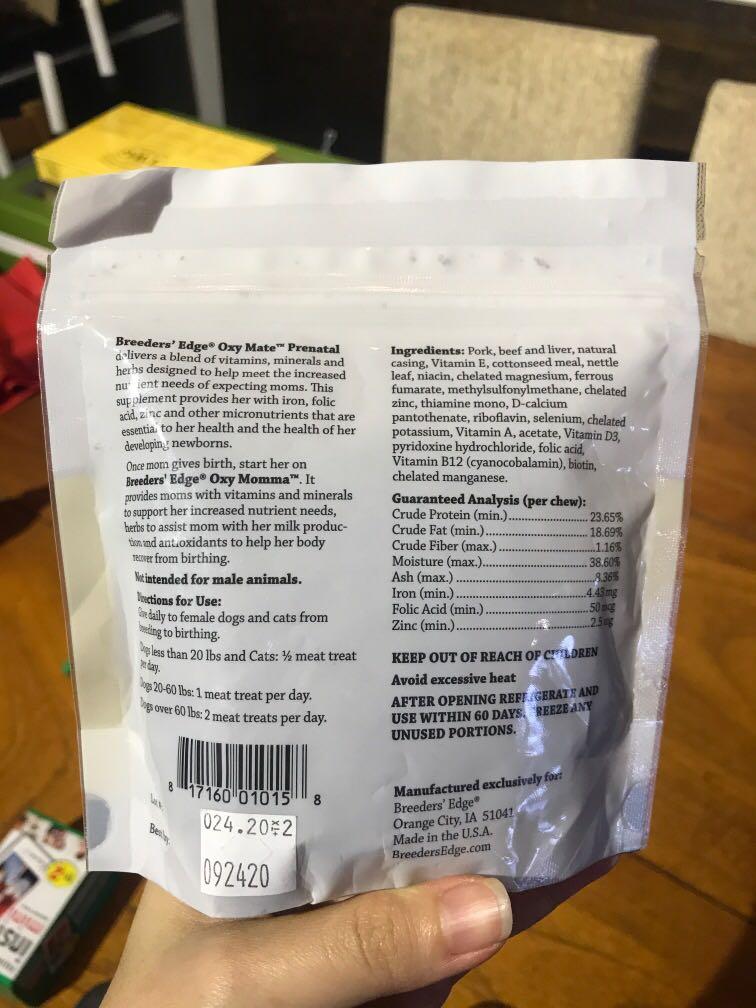 Breeders' Edge® Oxy Mate™ Prenatal
delivers a blend of vitamins, minerals and
herbs designed to help meet the increased
nutrient needs of expecting moms. This
supplement provides her with iron, folic
acid, zinc and other micronutrients that are
essential to her health and the health of her
developing newborns.
Once mom gives birth, start her on
Breeders' Edge® Oxy Momma™. It
provides moms with vitamins and minerals
to support her increased nutrient needs,
herbs to assist mom with her milk produc-
tion and antioxidants to help her body
recover from birthing.
Not intended for male animals.
Directions for Use:
Give daily to female dogs and cats from
breeding to birthing.
Dogs less than 20 lbs and Cats: ½ meat treat
per day.
Dogs 20-60 lbs: 1 meat treat per day.
Dogs over 60 lbs: 2 meat treats per day.
8 17160 01015 8
Lot #:
Best by:
024.20 2
092420
Ingredients: Pork, beef and liver, natural
casing, Vitamin E, cottonseed meal, nettle
leaf, niacin, chelated magnesium, ferrous
fumarate, methylsulfonylmethane, chelated
zinc, thiamine mono, D-calcium
pantothenate, riboflavin, selenium, chelated
potassium, Vitamin A, acetate, Vitamin D3,
pyridoxine hydrochloride, folic acid,
Vitamin B12 (cyanocobalamin), biotin,
chelated manganese.
Guaranteed Analysis (per chew):
Crude Protein (min.)........................ 23.65%
Crude Fat (min.)............................... 18.69%
Crude Fiber (max.)............................1.16%
Moisture (max.)............................... 38.60%
Ash (max.)........................................8.36%
Iron (min.)......................................4.43mg
Folic Acid (min.)..............................50 mcg
Zinc (min.)......................................2.5mg
KEEP OUT OF REACH OF CHILDREN
Avoid excessive heat
AFTER OPENING REFRIGERATE AND
USE WITHIN 60 DAYS. FREEZE ANY
UNUSED PORTIONS.
Manufactured exclusively for:
Breeders' Edge®
Orange City, IA 51041
Made in the U.S.A.
BreedersEdge.com